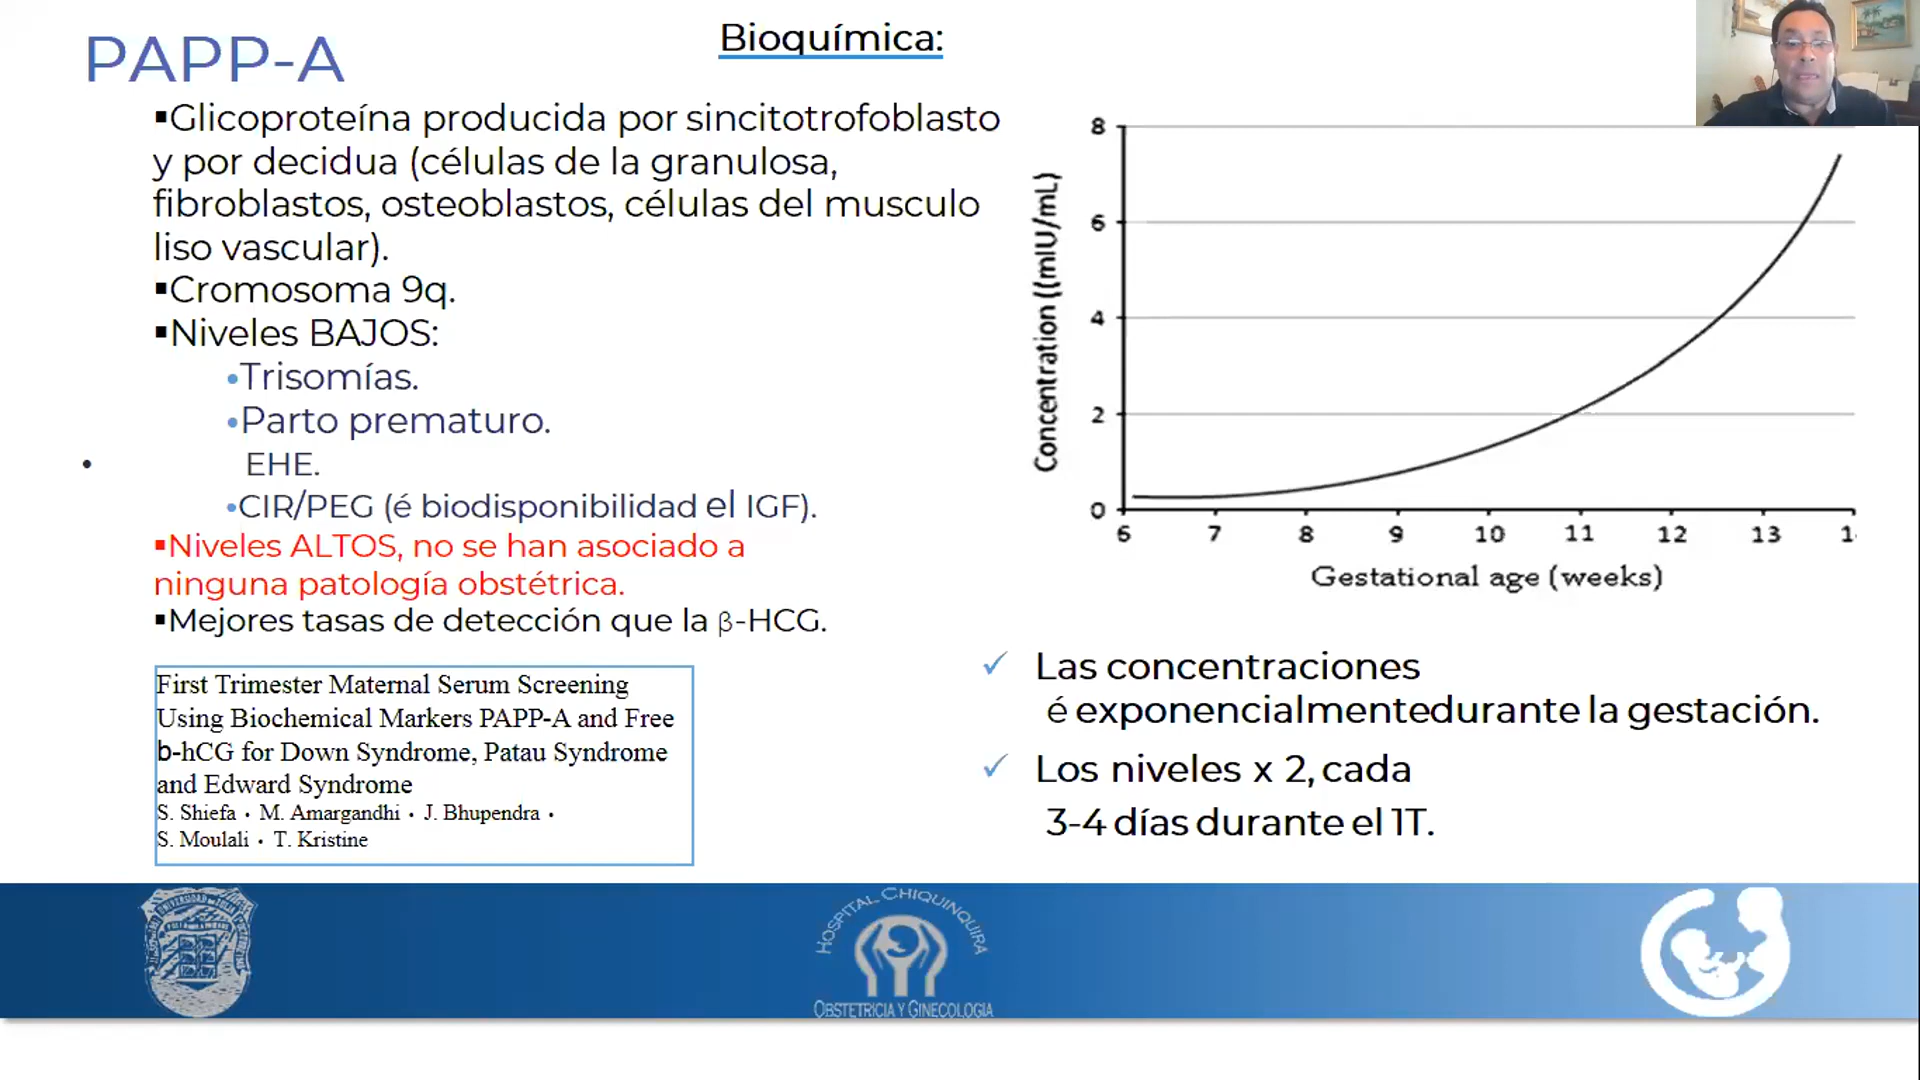 PAPP-A
Bioquímica:
▪Glicoproteína producida por sincitotrofoblasto
y por decidua (células de la granulosa,
fibroblastos, osteoblastos, células del musculo
liso vascular).
▪Cromosoma 9q.
▪Niveles BAJOS:
•Trisomías.
•Parto prematuro.
• EHE.
•CIR/PEG (é biodisponibilidad el IGF).
▪Niveles ALTOS, no se han asociado a
ninguna patología obstétrica.
▪Mejores tasas de detección que la β-HCG.
First Trimester Maternal Serum Screening
Using Biochemical Markers PAPP-A and Free
b-hCG for Down Syndrome, Patau Syndrome
and Edward Syndrome
S. Shiefa • M. Amargandhi • J. Bhupendra •
S. Moulali • T. Kristine
Concentration ((mIU/mL)
8
6
4
2
0
6 7 8 9 10 11 12 13 1
Gestational age (weeks)
✓ Las concentraciones
é exponencialmentedurante la gestación.
✓ Los niveles x 2, cada
3-4 días durante el 1T.
HOSPITAL CHIQUINQUIRA
OBSTETRICIA Y GINECOLOGIA